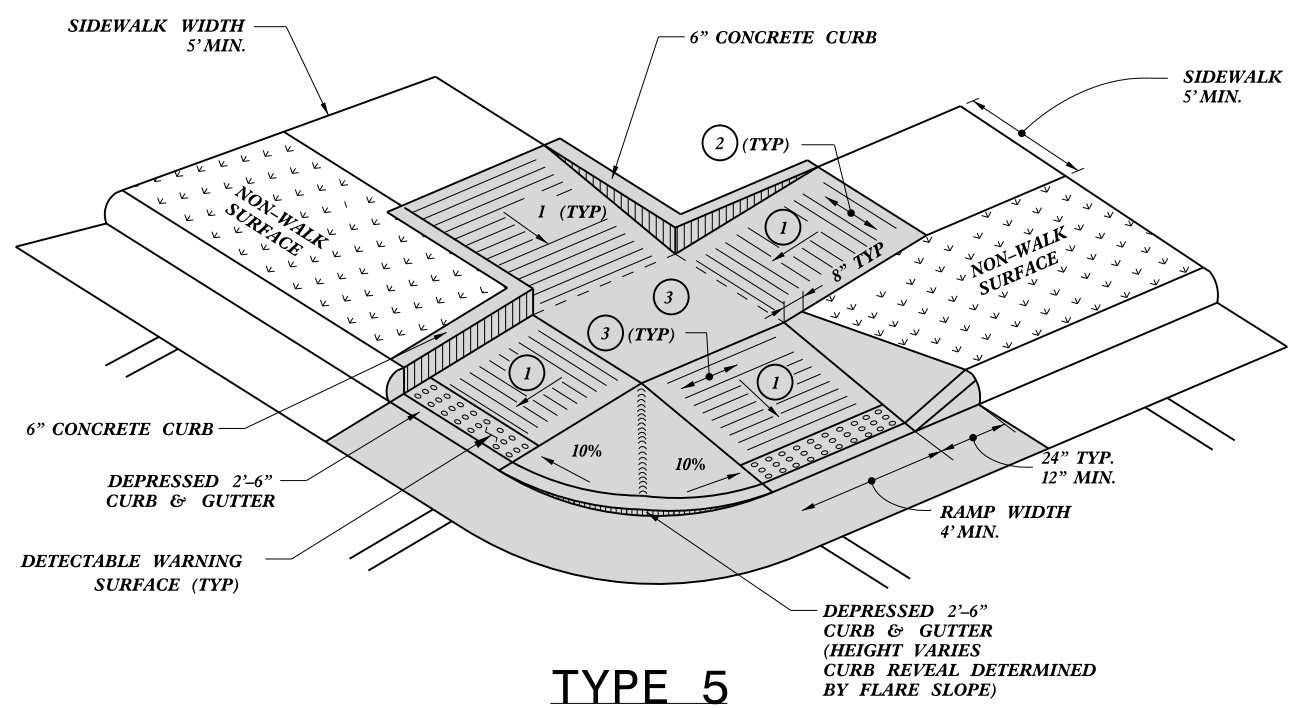 SIDEWALK WIDTH
5' MIN.
6" CONCRETE CURB
SIDEWALK
5' MIN.
2 (TYP)
NON-WALK
SURFACE
1 (TYP)
1
8" TYP
NON-WALK
SURFACE
3
3 (TYP)
1
1
6" CONCRETE CURB
10%
10%
DEPRESSED 2'-6"
CURB & GUTTER
24" TYP.
12" MIN.
RAMP WIDTH
4' MIN.
DETECTABLE WARNING
SURFACE (TYP)
DEPRESSED 2'-6"
CURB & GUTTER
(HEIGHT VARIES
CURB REVEAL DETERMINED
BY FLARE SLOPE)
TYPE 5